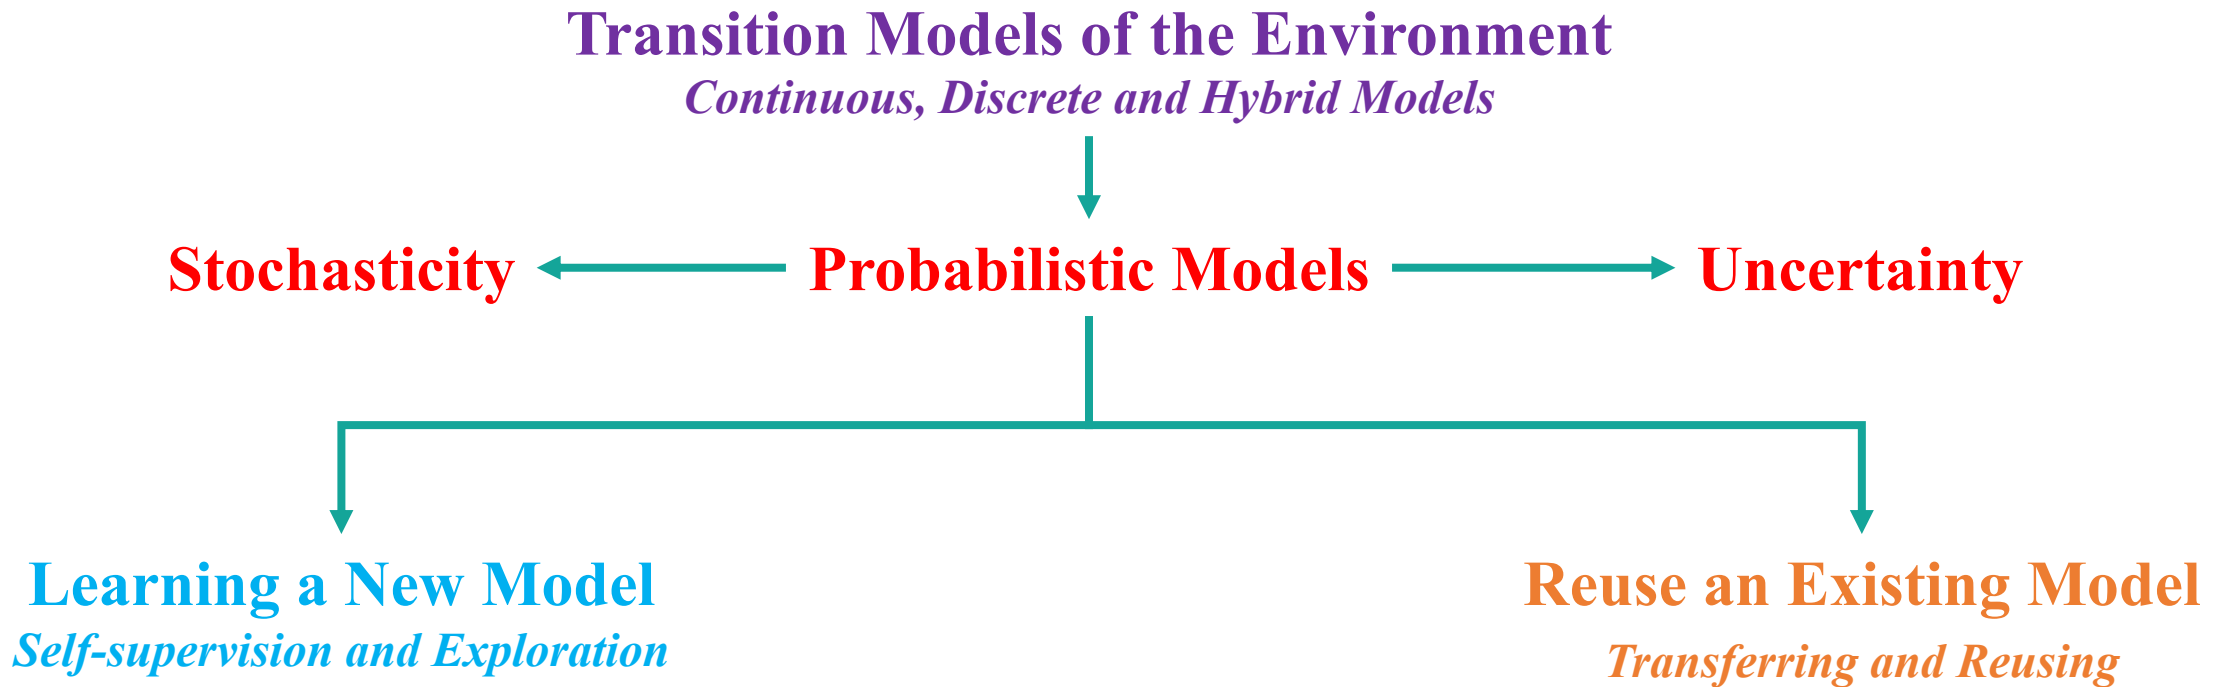 Transition Models of the Environment
Continuous, Discrete and Hybrid Models
Stochasticity
Probabilistic Models
Uncertainty
Learning a New Model
Self-supervision and Exploration
Reuse an Existing Model
Transferring and Reusing